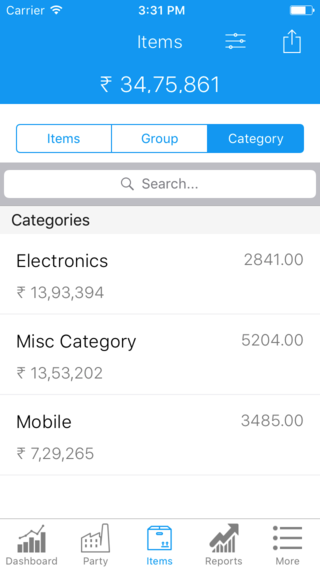 Carrier 3:31 PM
Items
₹ 34,75,861
Items Group Category
Search...
Categories
Electronics 2841.00
₹ 13,93,394
Misc Category 5204.00
₹ 13,53,202
Mobile 3485.00
₹ 7,29,265
Dashboard Party Items Reports More